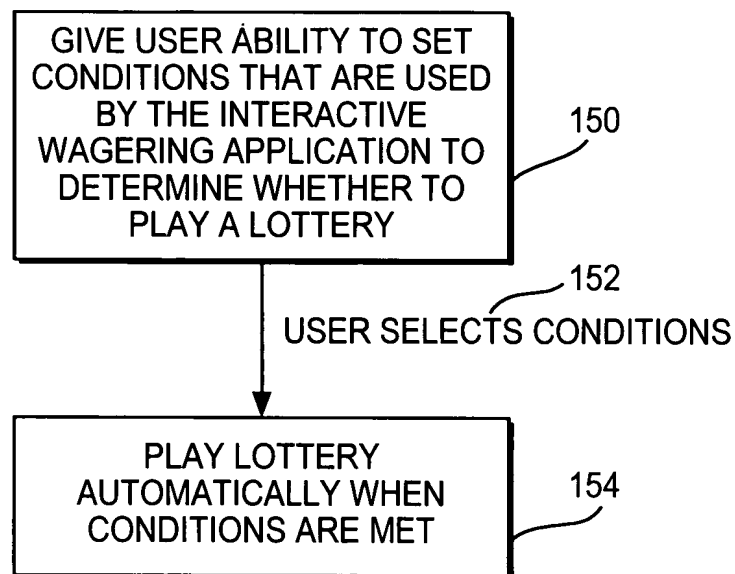 GIVE USER ABILITY TO SET
CONDITIONS THAT ARE USED
BY THE INTERACTIVE
WAGERING APPLICATION TO
DETERMINE WHETHER TO
PLAY A LOTTERY
150
152
USER SELECTS CONDITIONS
PLAY LOTTERY
AUTOMATICALLY WHEN
CONDITIONS ARE MET
154